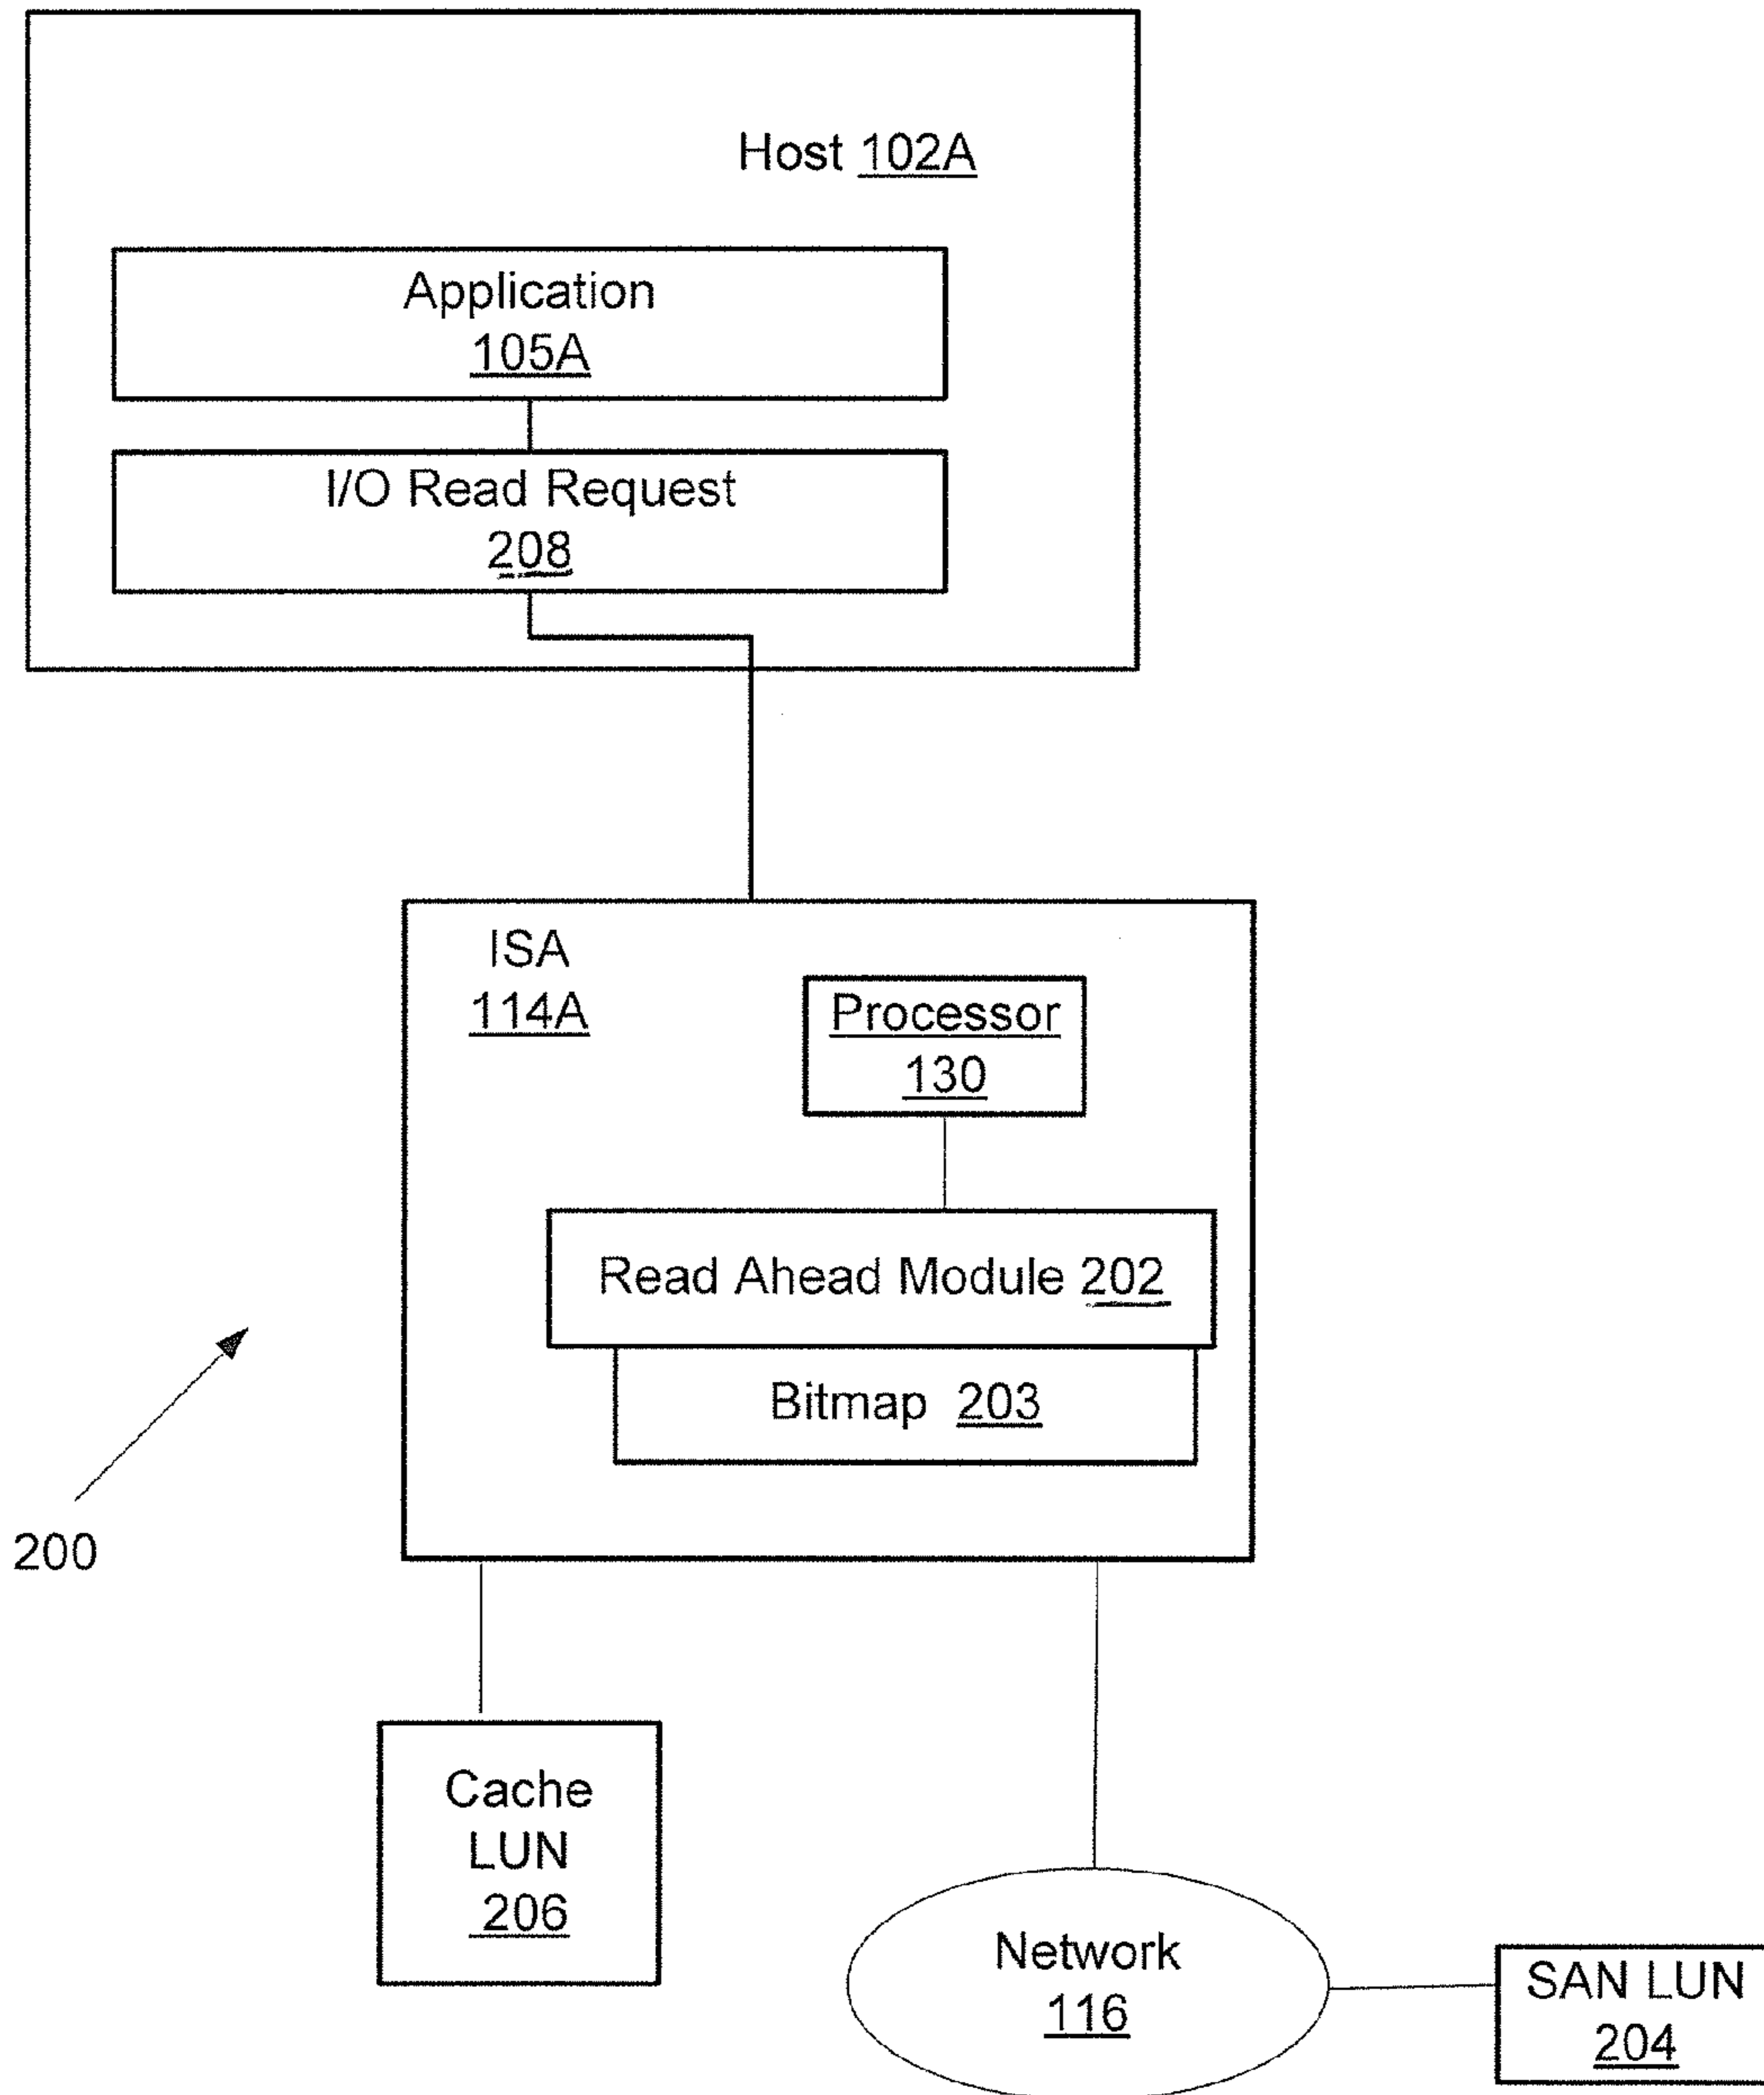 Host 102A
Application
105A
I/O Read Request
208
ISA
114A
Processor
130
Read Ahead Module 202
Bitmap 203
200
Cache
LUN
206
Network
116
SAN LUN
204